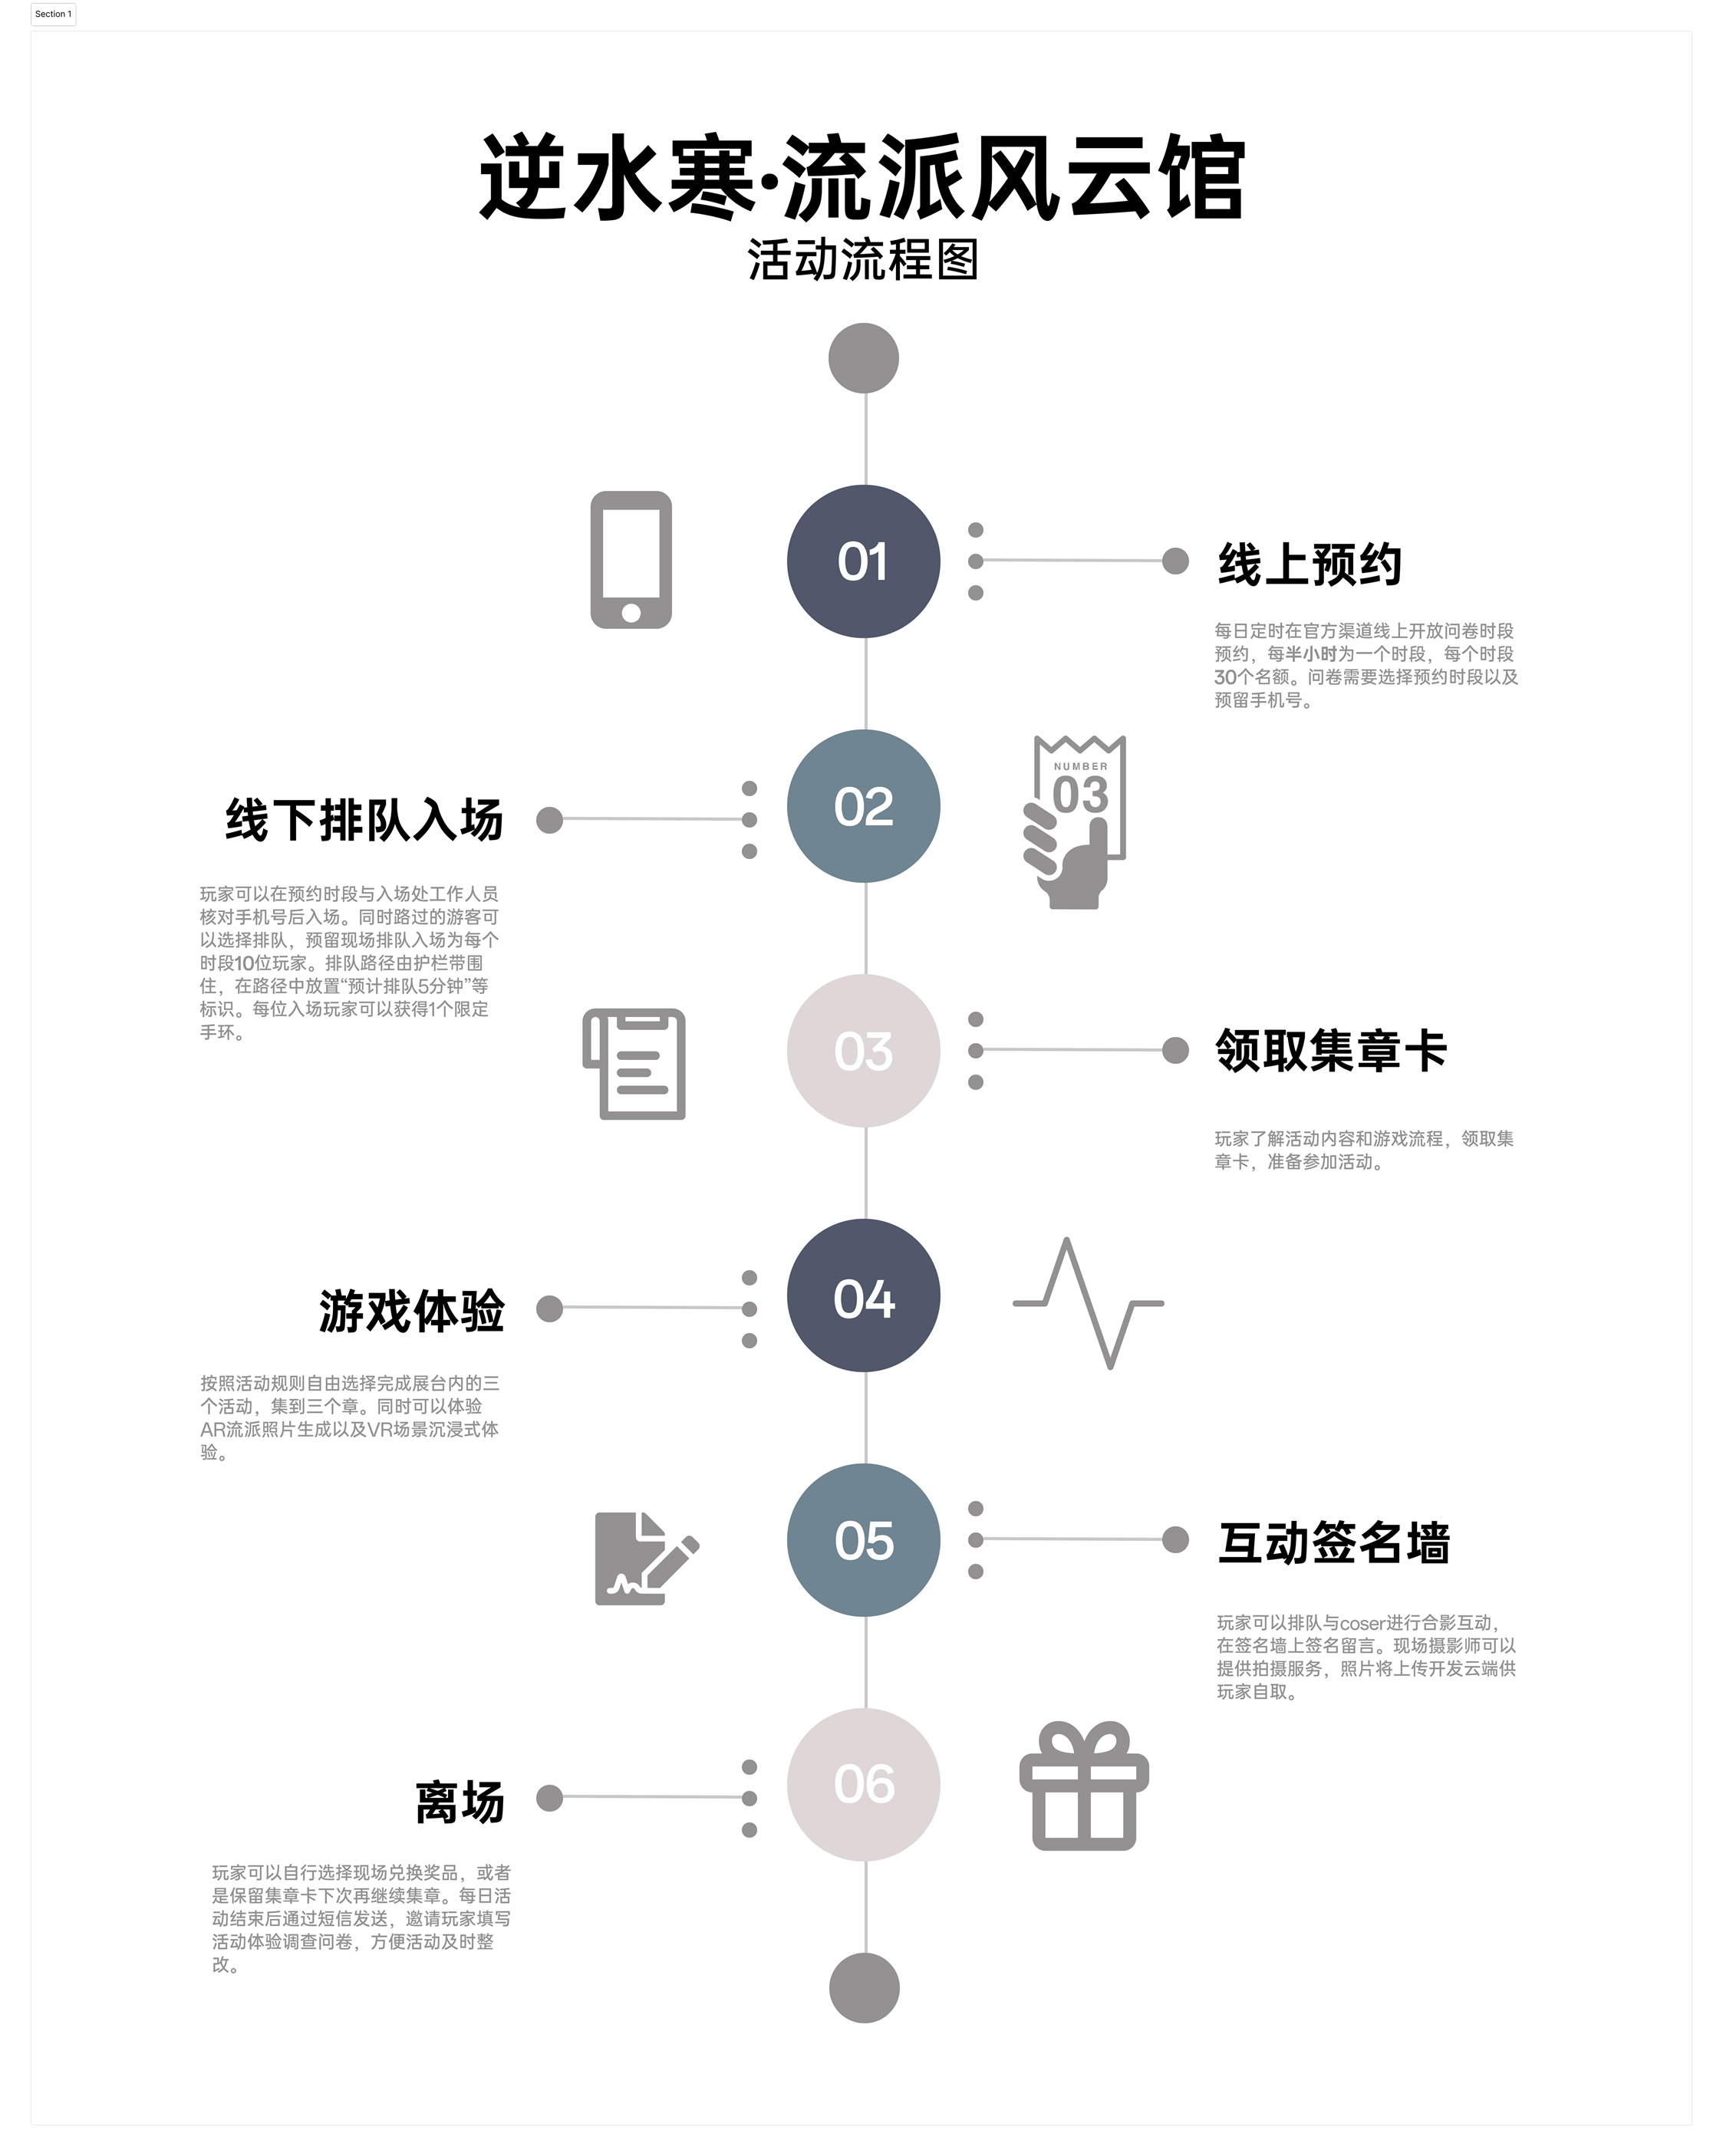 Section 1
逆水寒·流派风云馆
活动流程图
01
线上预约
每日定时在官方渠道线上开放问卷时段
预约，每半小时为一个时段，每个时段
30个名额。问卷需要选择预约时段以及
预留手机号。
02
NUMBER
03
线下排队入场
玩家可以在预约时段与入场处工作人员
核对手机号后入场。同时路过的游客可
以选择排队，预留现场排队入场为每个
时段10位玩家。排队路径由护栏带围
住，在路径中放置“预计排队5分钟”等
标识。每位入场玩家可以获得1个限定
手环。
03
领取集章卡
玩家了解活动内容和游戏流程，领取集
章卡，准备参加活动。
04
游戏体验
按照活动规则自由选择完成展台内的三
个活动，集到三个章。同时可以体验
AR流派照片生成以及VR场景沉浸式体
验。
05
互动签名墙
玩家可以排队与coser进行合影互动，
在签名墙上签名留言。现场摄影师可以
提供拍摄服务，照片将上传开发云端供
玩家自取。
06
离场
玩家可以自行选择现场兑换奖品，或者
是保留集章卡下次再继续集章。每日活
动结束后通过短信发送，邀请玩家填写
活动体验调查问卷，方便活动及时整
改。